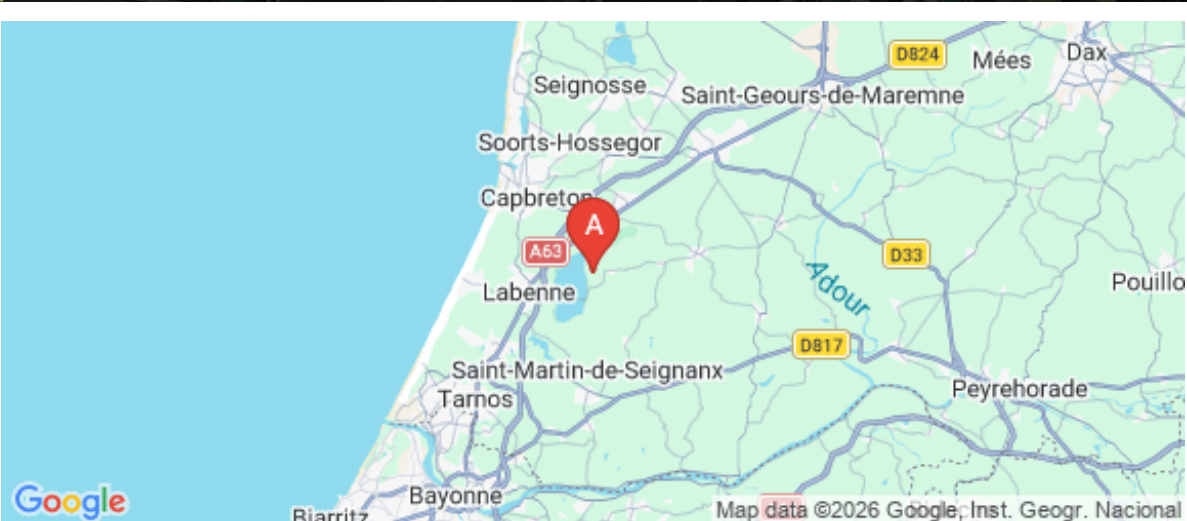 D824
Mées
Dax
Seignosse
Saint-Geours-de-Maremne
Soorts-Hossegor
Capbreton
A
A63
D33
Adour
Pouillo
Labenne
D817
Saint-Martin-de-Seignanx
Tarnos
Peyrehorade
Bayonne
Google
Biarritz
Map data ©2026 Google, Inst. Geogr. Nacional